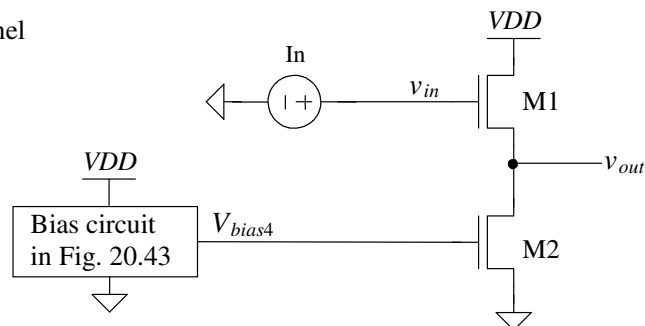 nel
VDD
In
v_in
M1
v_out
VDD
Bias circuit
in Fig. 20.43
V_bias4
M2